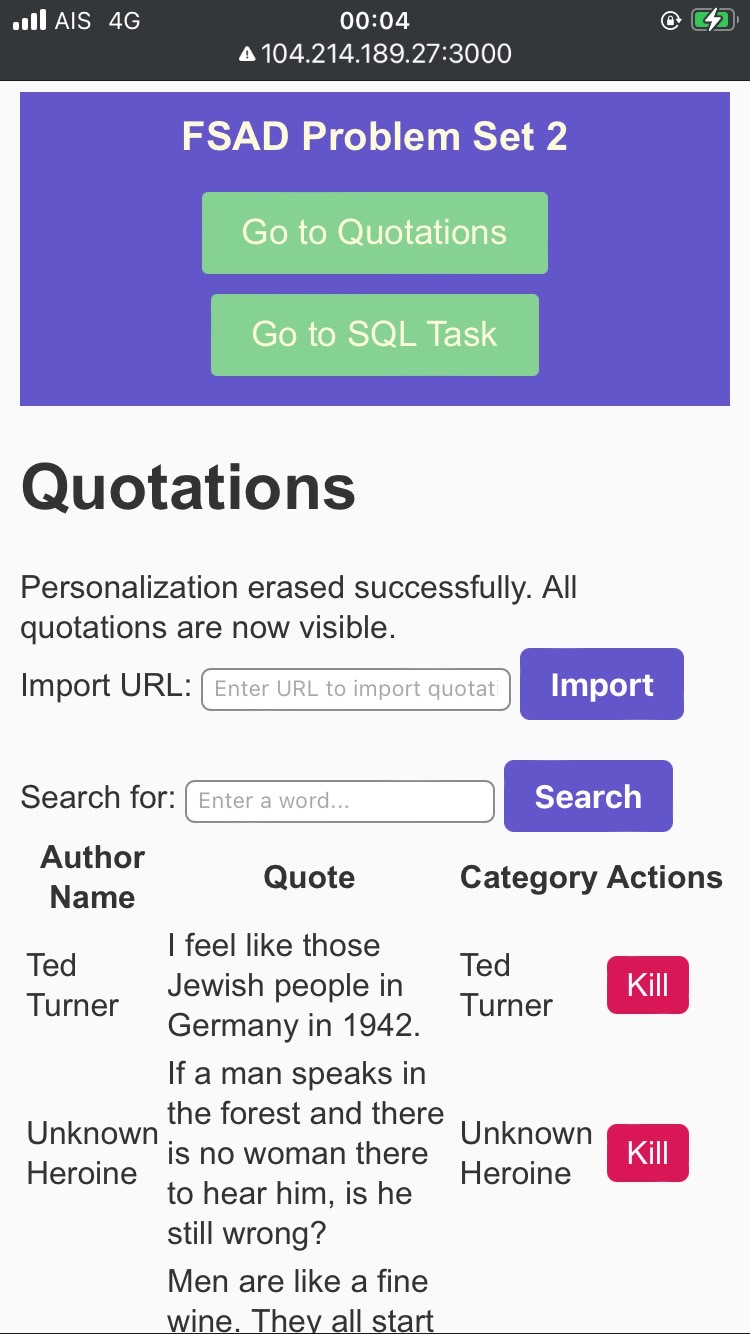 AIS 4G 00:04
104.214.189.27:3000
FSAD Problem Set 2
Go to Quotations
Go to SQL Task
Quotations
Personalization erased successfully. All
quotations are now visible.
Import URL: Enter URL to import quotat Import
Search for: Enter a word... Search
Author Name Quote Category Actions
Ted Turner
I feel like those
Jewish people in
Germany in 1942.
Ted Turner
Kill
Unknown Heroine
If a man speaks in
the forest and there
is no woman there
to hear him, is he
still wrong?
Unknown Heroine
Kill
Men are like a fine
wine. They all start